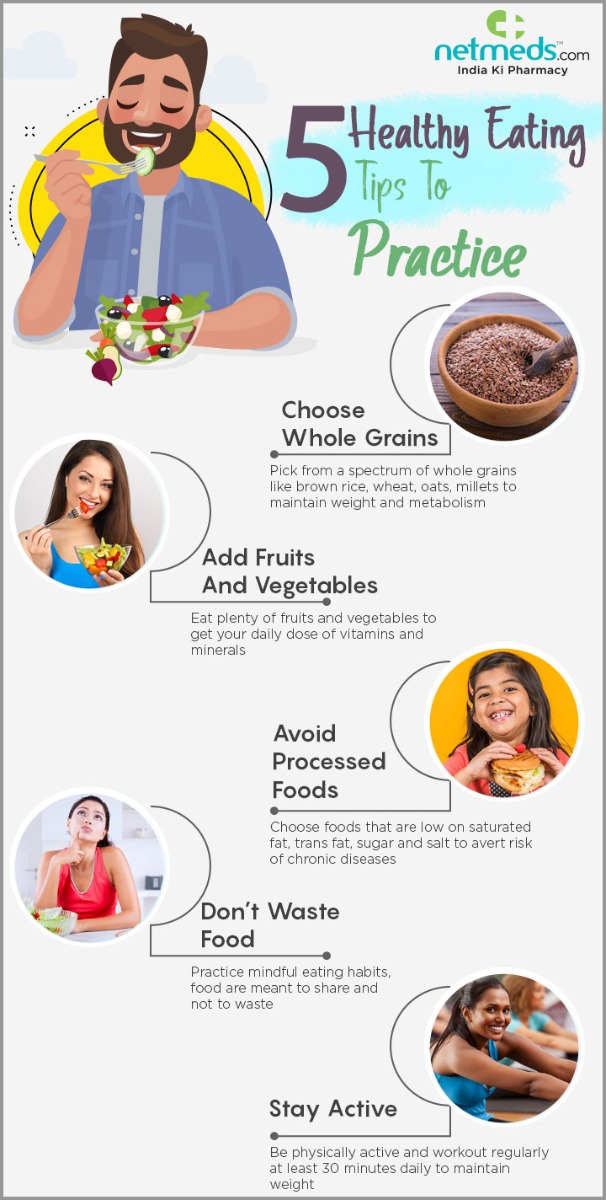 netmeds.com™
India Ki Pharmacy
5 Healthy Eating
Tips To
Practice
Choose
Whole Grains
Pick from a spectrum of whole grains
like brown rice, wheat, oats, millets to
maintain weight and metabolism
Add Fruits
And Vegetables
Eat plenty of fruits and vegetables to
get your daily dose of vitamins and
minerals
Avoid
Processed
Foods
Choose foods that are low on saturated
fat, trans fat, sugar and salt to avert risk
of chronic diseases
Don't Waste
Food
Practice mindful eating habits,
food are meant to share and
not to waste
Stay Active
Be physically active and workout regularly
at least 30 minutes daily to maintain
weight